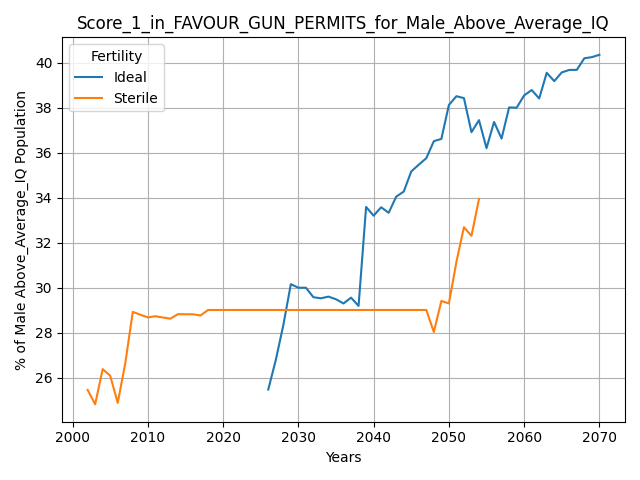 Score_1_in_FAVOUR_GUN_PERMITS_for_Male_Above_Average_IQ
Fertility
Ideal
Sterile
% of Male Above_Average_IQ Population
40
38
36
34
32
30
28
26
2000 2010 2020 2030 2040 2050 2060 2070
Years